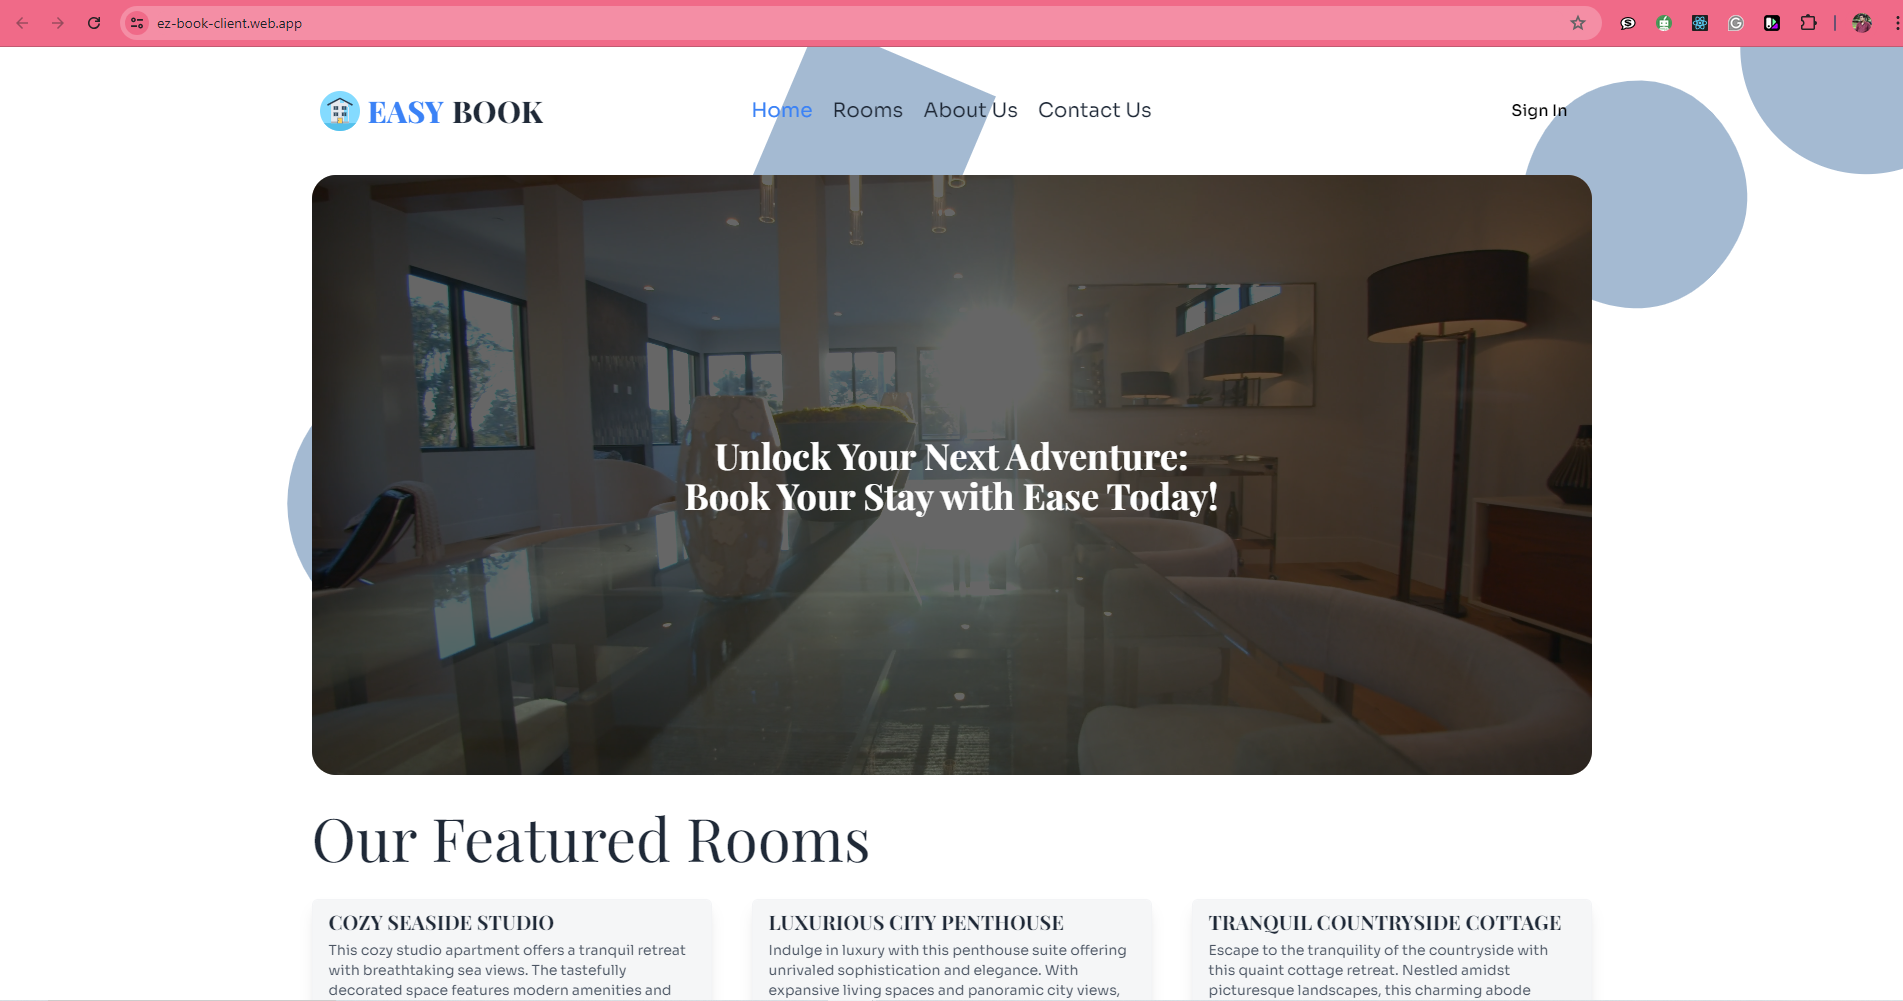 ez-book-client.web.app
EASY BOOK
Home Rooms About Us Contact Us
Sign In
Unlock Your Next Adventure:
Book Your Stay with Ease Today!
Our Featured Rooms
COZY SEASIDE STUDIO
This cozy studio apartment offers a tranquil retreat
with breathtaking sea views. The tastefully
decorated space features modern amenities and
LUXURIOUS CITY PENTHOUSE
Indulge in luxury with this penthouse suite offering
unrivaled sophistication and elegance. With
expansive living spaces and panoramic city views,
TRANQUIL COUNTRYSIDE COTTAGE
Escape to the tranquility of the countryside with
this quaint cottage retreat. Nestled amidst
picturesque landscapes, this charming abode